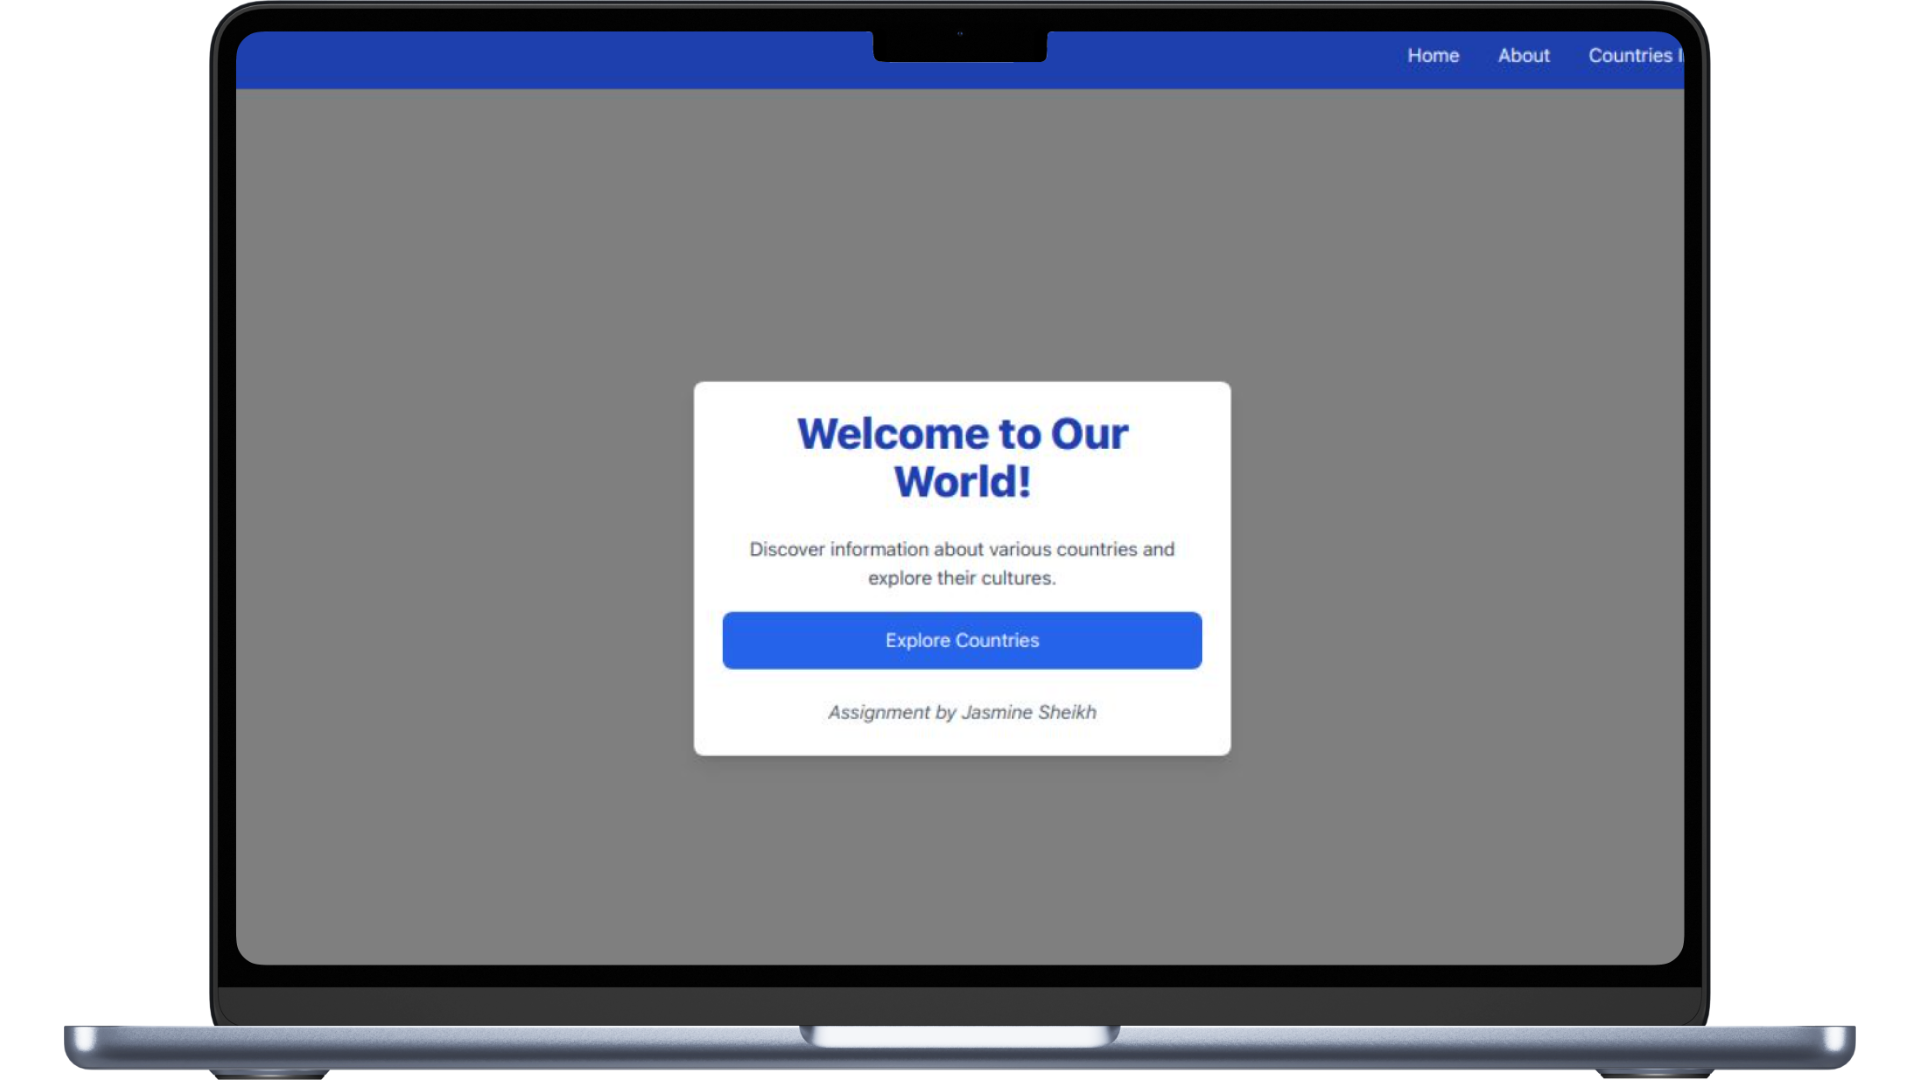 Home About Countries
Welcome to Our
World!
Discover information about various countries and
explore their cultures.
Explore Countries
Assignment by Jasmine Sheikh